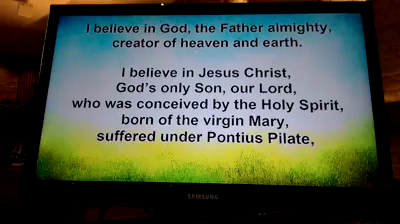 I believe in God, the Father almighty,
creator of heaven and earth.
I believe in Jesus Christ,
God's only Son, our Lord,
who was conceived by the Holy Spirit,
born of the virgin Mary,
suffered under Pontius Pilate,
SAMSUNG